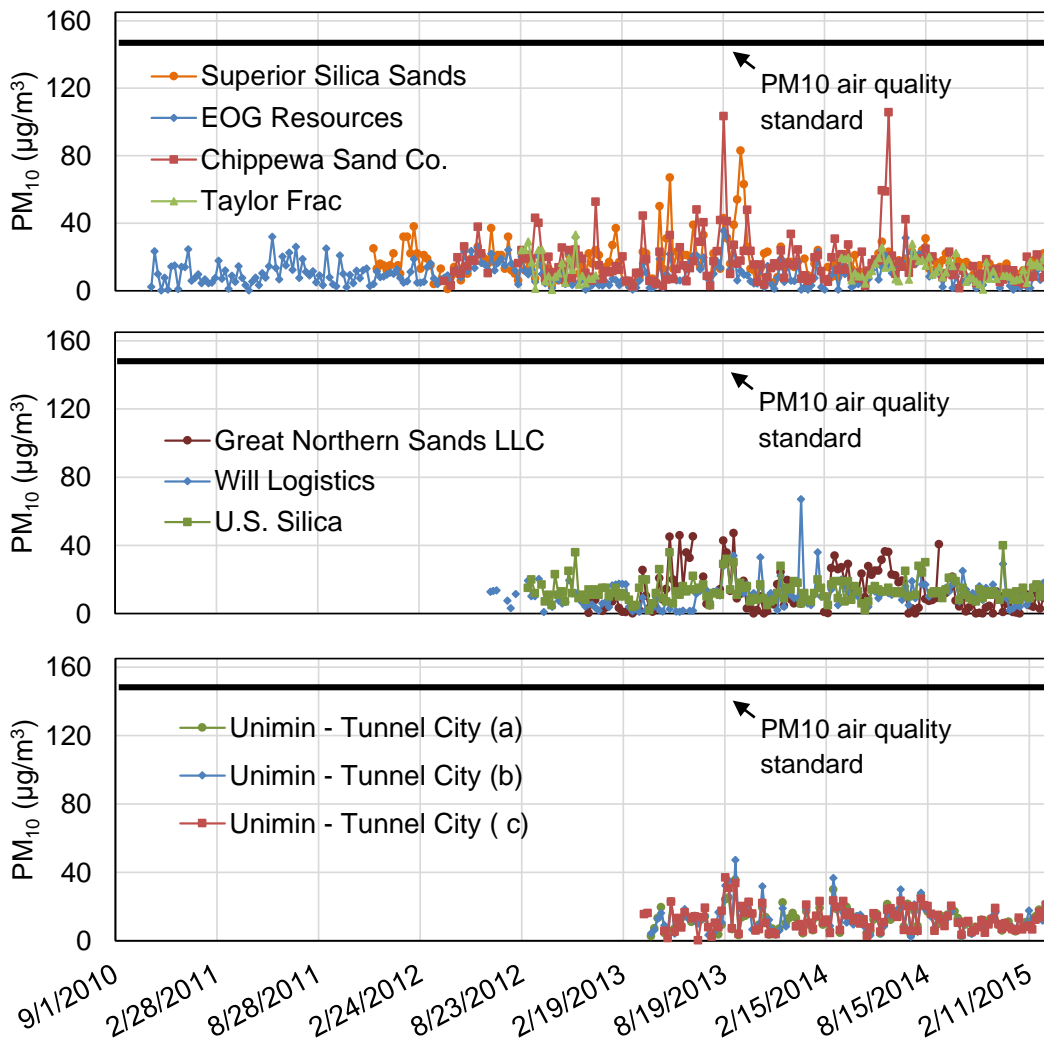 PM₁₀ (µg/m³)
160
120
80
40
0
Superior Silica Sands
EOG Resources
Chippewa Sand Co.
Taylor Frac
PM10 air quality
standard
PM₁₀ (µg/m³)
160
120
80
40
0
Great Northern Sands LLC
Will Logistics
U.S. Silica
PM10 air quality
standard
PM₁₀ (µg/m³)
160
120
80
40
0
Unimin - Tunnel City (a)
Unimin - Tunnel City (b)
Unimin - Tunnel City ( c)
PM10 air quality
standard
9/1/2010
2/28/2011
8/28/2011
2/24/2012
8/23/2012
2/19/2013
8/19/2013
2/15/2014
8/15/2014
2/11/2015